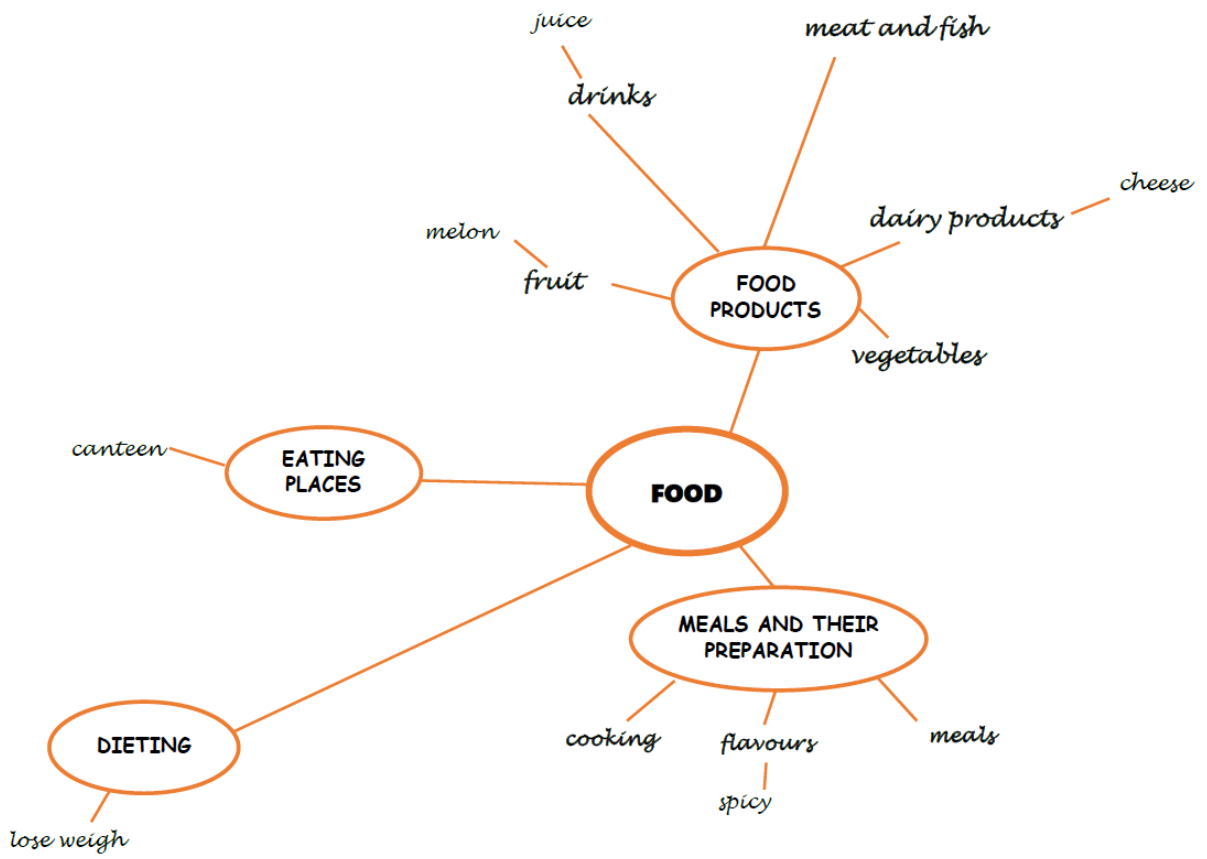 juice
meat and fish
drinks
cheese
dairy products
melon
fruit
FOOD
PRODUCTS
vegetables
canteen
EATING
PLACES
FOOD
MEALS AND THEIR
PREPARATION
cooking
flavours
meals
DIETING
spicy
lose weigh